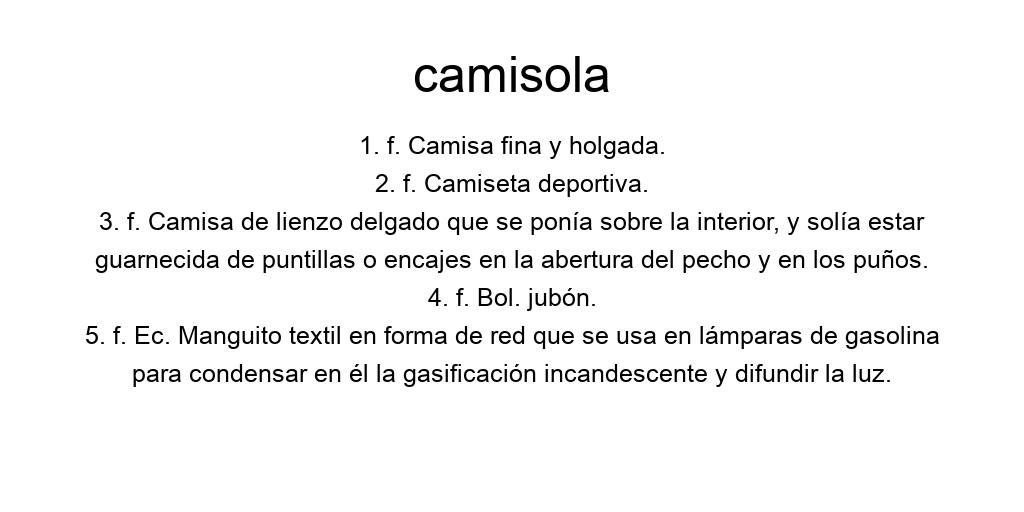 camisola
1. f. Camisa fina y holgada.
2. f. Camiseta deportiva.
3. f. Camisa de lienzo delgado que se ponía sobre la interior, y solía estar
guarnecida de puntillas o encajes en la abertura del pecho y en los puños.
4. f. Bol. jubón.
5. f. Ec. Manguito textil en forma de red que se usa en lámparas de gasolina
para condensar en él la gasificación incandescente y difundir la luz.